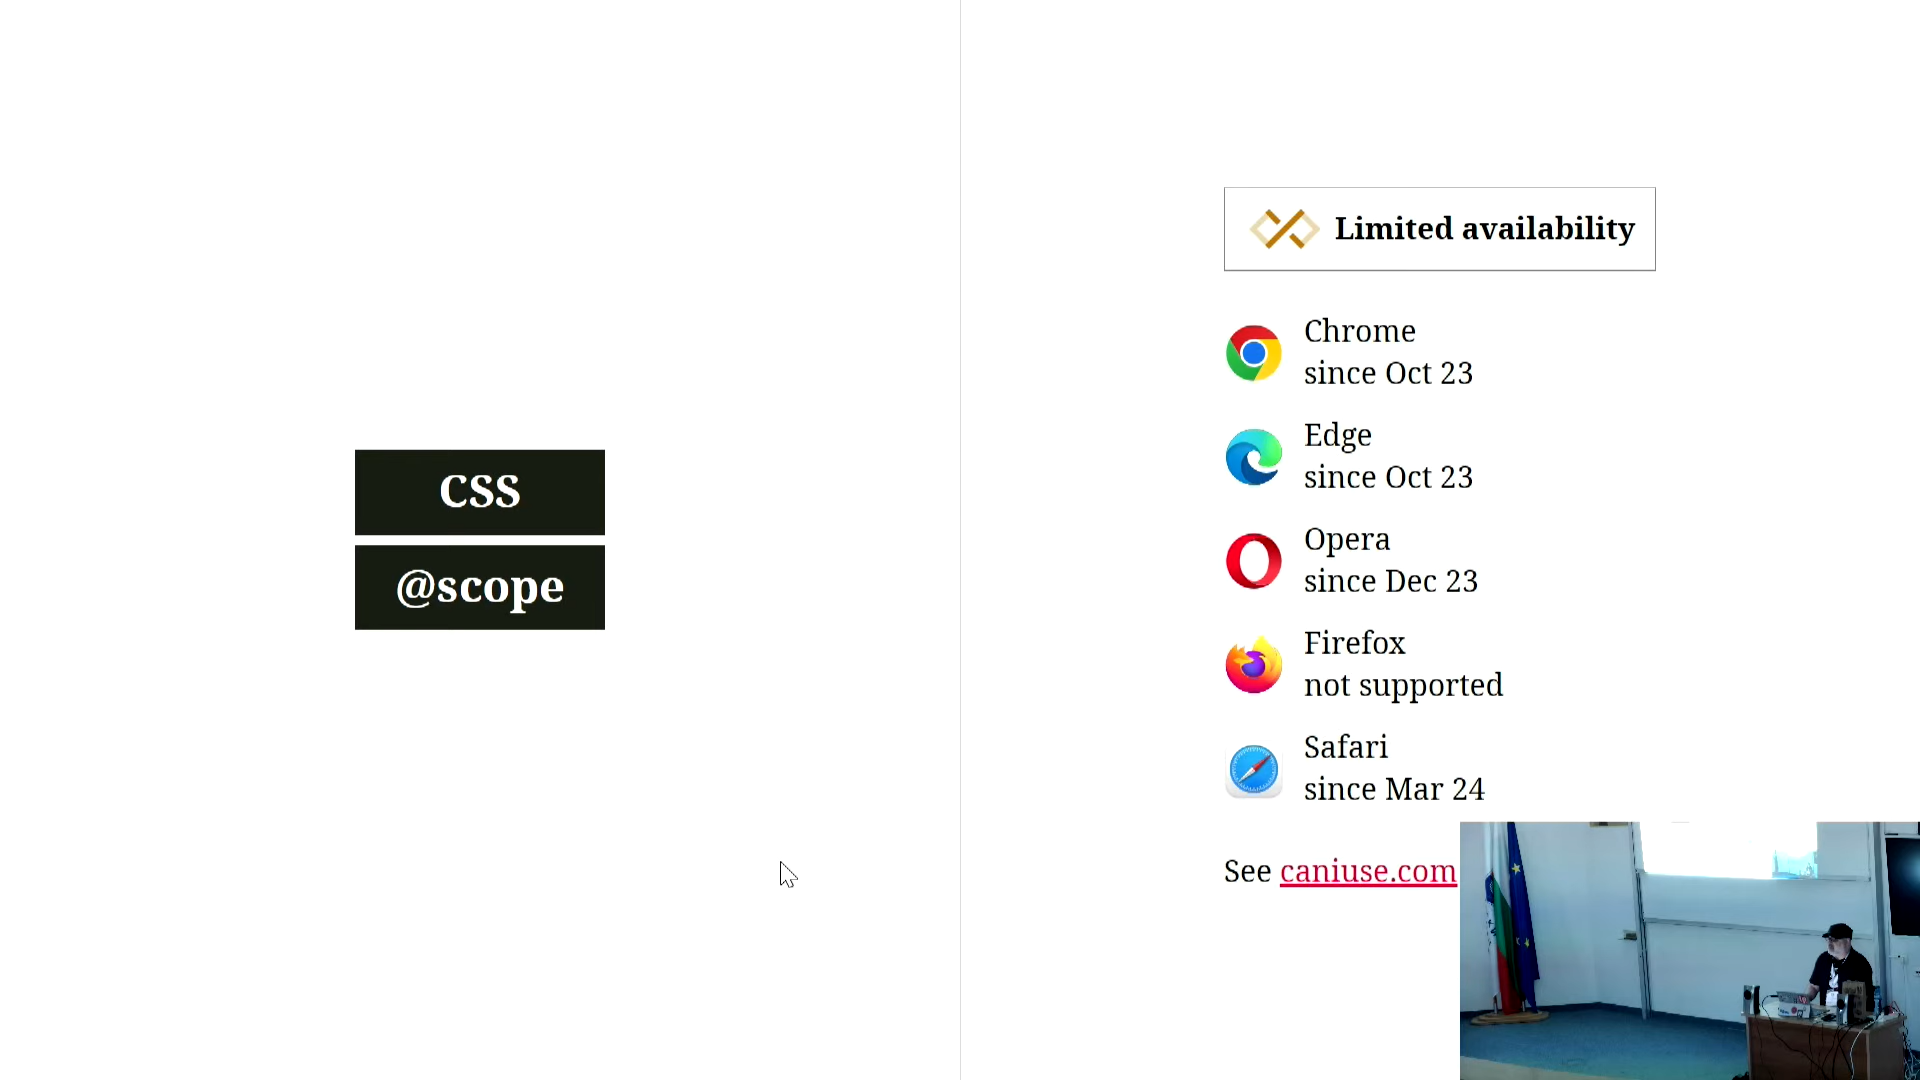 CSS
@scope
Limited availability
Chrome
since Oct 23
Edge
since Oct 23
Opera
since Dec 23
Firefox
not supported
Safari
since Mar 24
See caniuse.com